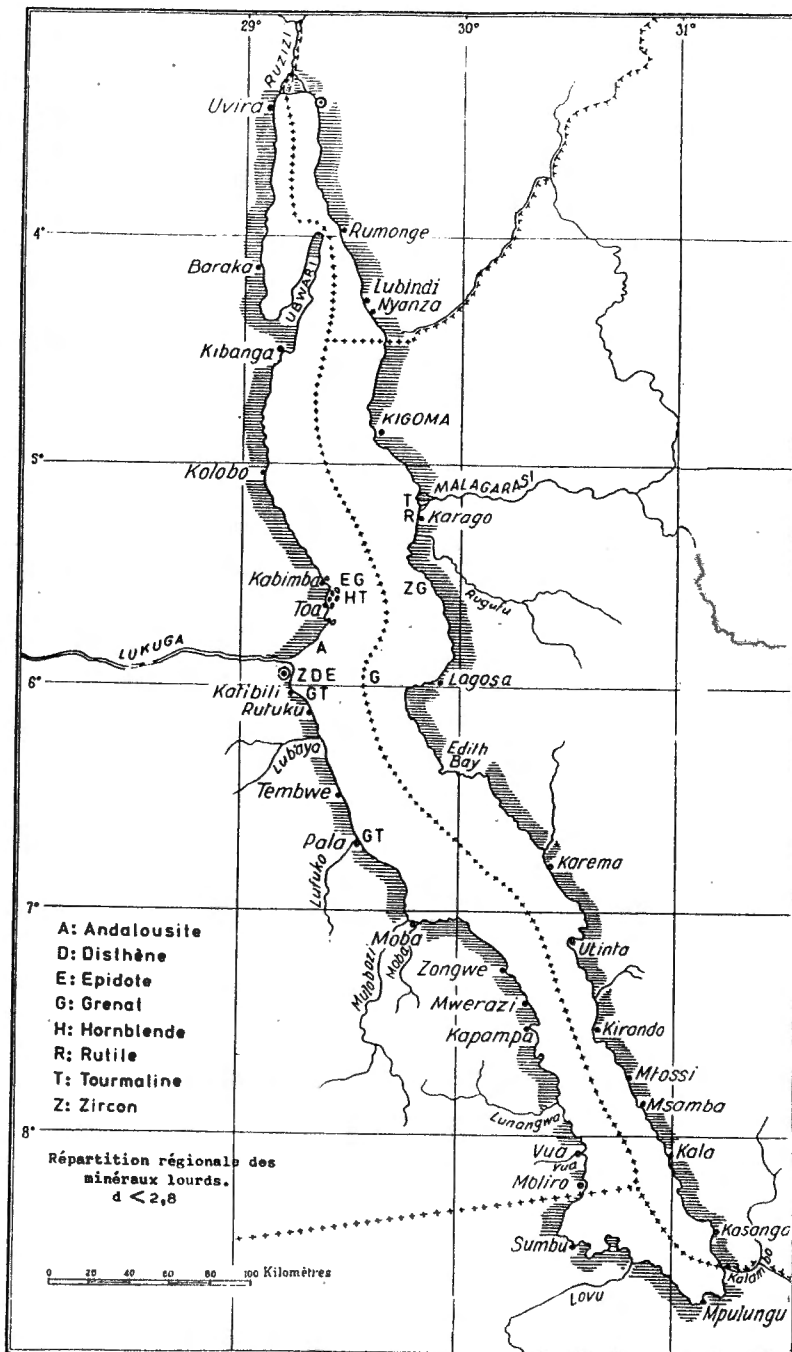 29°
30°
31°
RUZIZI
Uvira
4°
Rumonge
Baraka
UBWARI
Lubindi
Nyanza
Kibanga
KIGOMA
5°
Kolobo
MALAGARASI
T
R
Karago
Kabimba
EG
HT
ZG
Toa
Rugufu
LUKUGA
A
ZDE
G
Lagosa
6°
Katibili
GT
Rutuku
Lubaya
Edith
Bay
Tembwe
Pala
GT
Karema
Lufuko
7°
A: Andalousite
D: Disthène
E: Epidote
G: Grenat
H: Hornblende
R: Rutile
T: Tourmaline
Z: Zircon
Moba
Moba
Mulobozi
Utinta
Zongwe
Mwerazi
Kapampa
Kirando
Mtossi
Msamba
Lunangwa
8°
Vua
Vua
Kala
Moliro
Répartition régionale des
minéraux lourds.
d < 2,8
Kasanga
Sumbu
Kalambo
0 20 40 60 80 100 Kilomètres
LOVU
Mpulungu